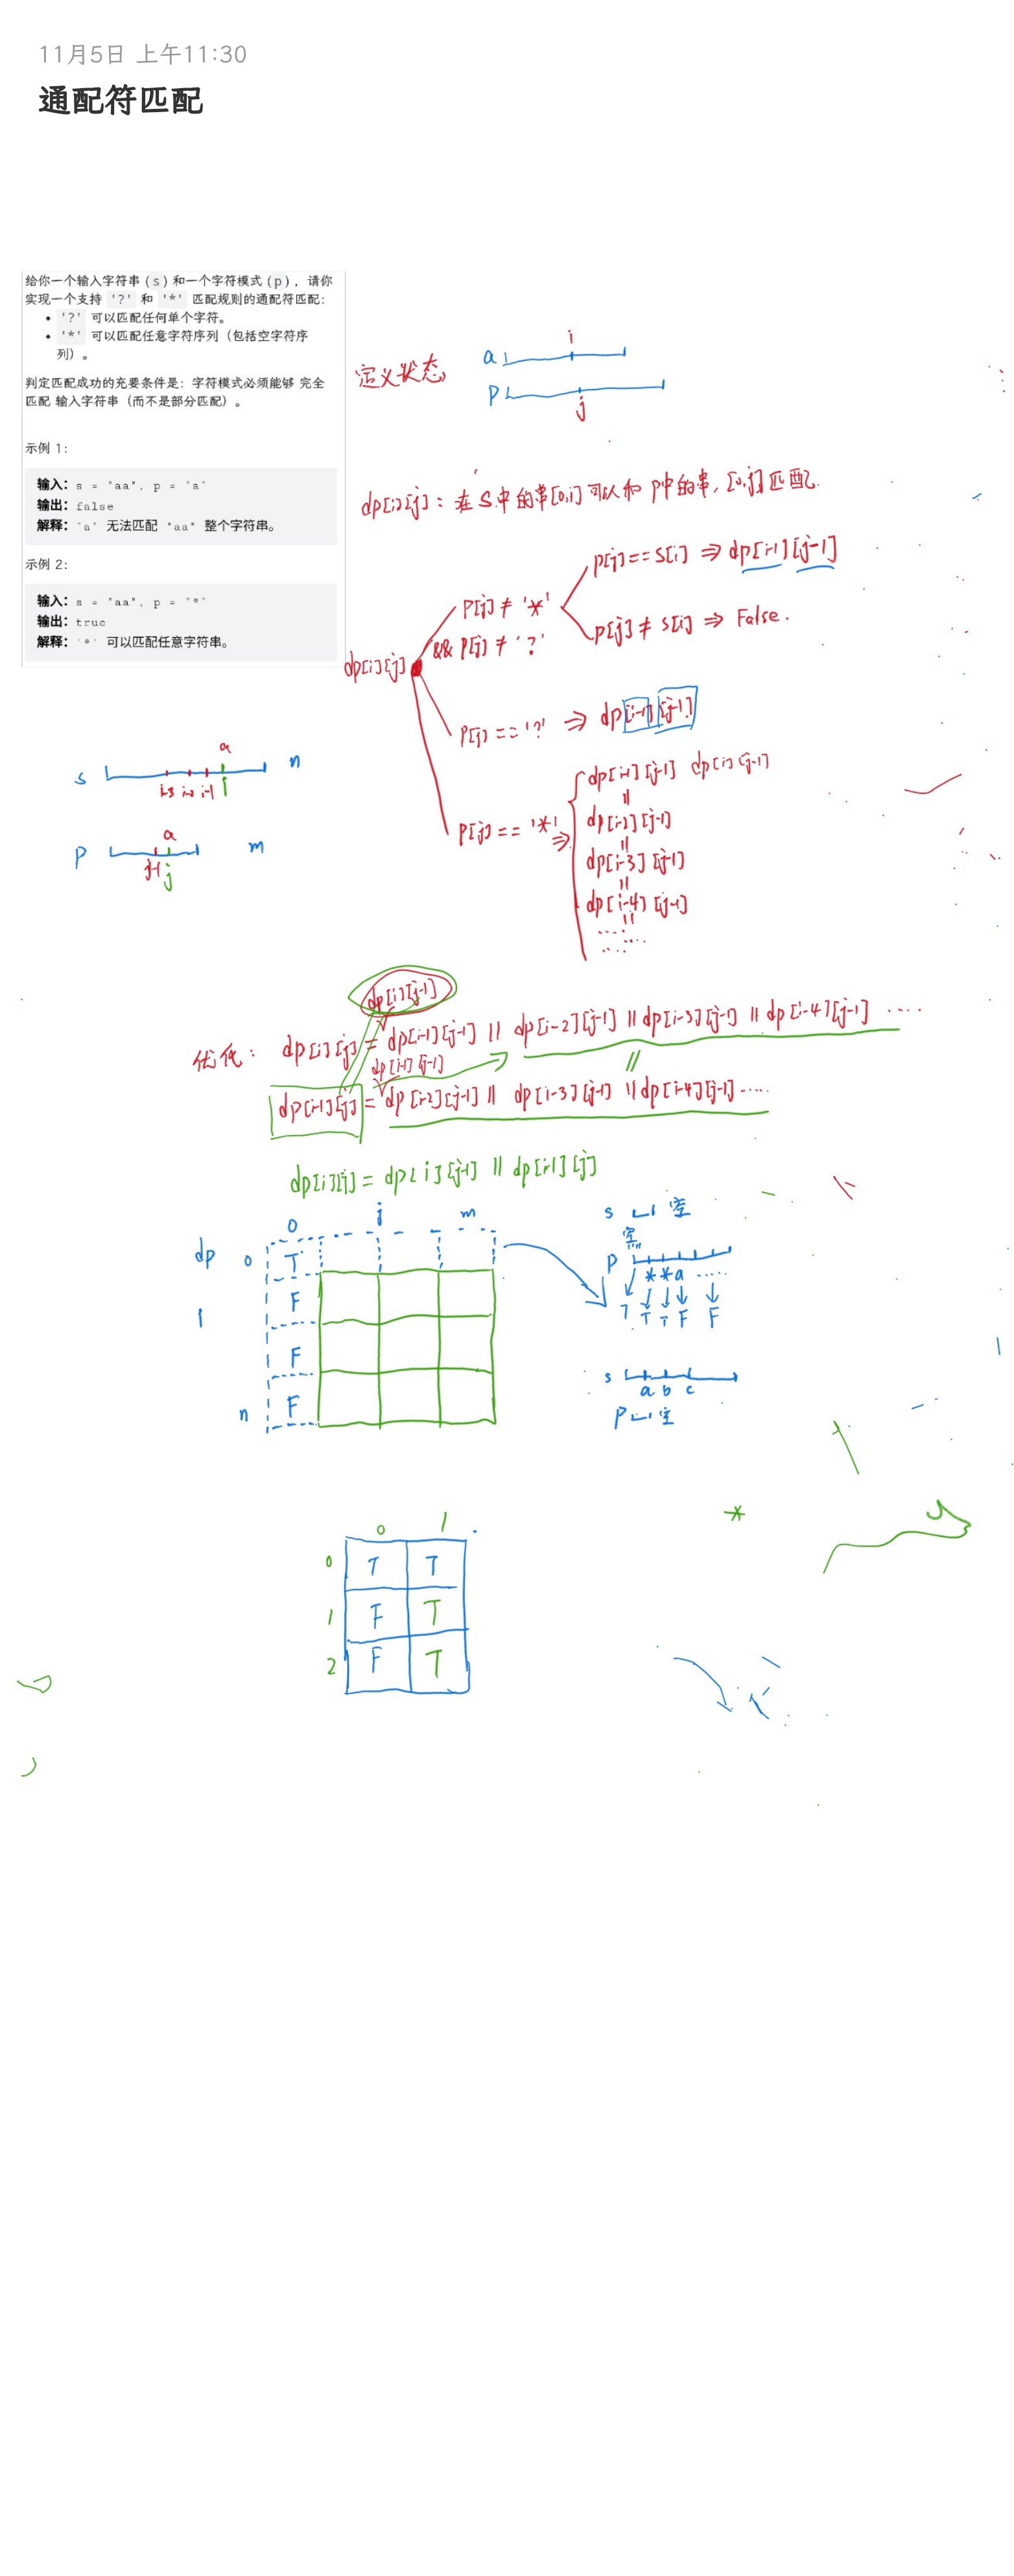 11月5日 上午11:30
通配符匹配
给你一个输入字符串 (s) 和一个字符模式 (p) ，请你
实现一个支持 '?' 和 '*' 匹配规则的通配符匹配：
• '?' 可以匹配任何单个字符。
• '*' 可以匹配任意字符序列（包括空字符序
列）。
判定匹配成功的充要条件是：字符模式必须能够 完全
匹配 输入字符串（而不是部分匹配）。
示例 1：
输入：s = "aa", p = "a"
输出：false
解释："a" 无法匹配 "aa" 整个字符串。
示例 2：
输入：s = "aa", p = "*"
输出：true
解释：'*' 可以匹配任意字符串。
定义状态
i
a
p
j
dp[i][j]：在 s 中的串[0,i] 可以和 p中的串, [0,j] 匹配.
p[j]==s[i] ⇒ dp[i-1][j-1]
p[j] ≠ '*'
&& p[j] ≠ '?'
p[j] ≠ s[i] ⇒ False.
dp[i][j]
p[j] == '?' ⇒ dp[i-1][j-1]
a
s n
i-3 i-2 i-1 i
a
p m
j-1 j
p[j] == '*' ⇒
dp[i-1][j-1] dp[i][j-1]
||
dp[i-2][j-1]
||
dp[i-3][j-1]
||
dp[i-4][j-1]
||
......
......
dp[i][j-1]
优化： dp[i][j] = dp[i-1][j-1] || dp[i-2][j-1] || dp[i-3][j-1] || dp[i-4][j-1] ....
dp[i-1][j-1]
||
dp[i-1][j] = dp[i-2][j-1] || dp[i-3][j-1] || dp[i-4][j-1].....
dp[i][j] = dp[i][j-1] || dp[i-1][j]
0 j m
dp 0 T
1 F
F
n F
s 空
空
p
* * a .....
T T T F F
s
a b c
p 空
0 1
0 T T
1 F T
2 F T
*